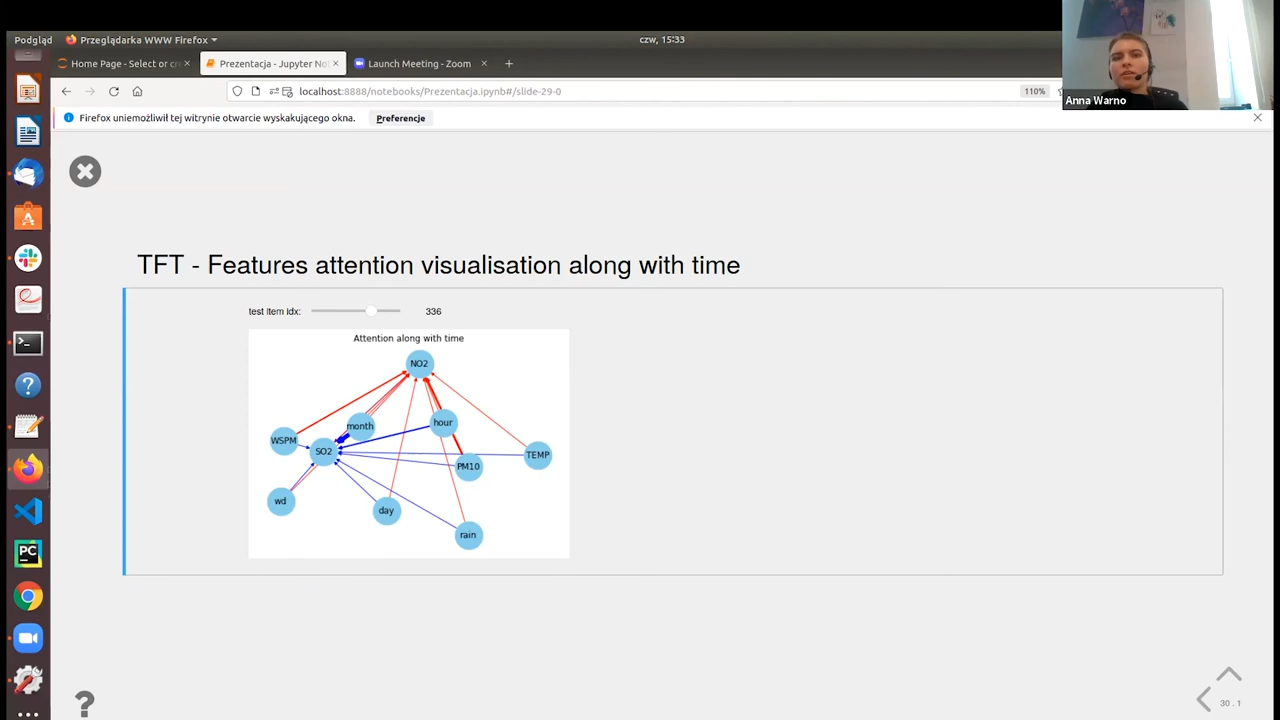 Podgląd
Przeglądarka WWW Firefox
czw, 15:33
Home Page - Select or cr
Prezentacja - Jupyter No
Launch Meeting - Zoom
localhost:8888/notebooks/Prezentacja.ipynb#/slide-29-0
110%
Anna Warno
Firefox uniemożliwił tej witrynie otwarcie wyskakującego okna.
Preferencje
TFT - Features attention visualisation along with time
test item idx:
336
Attention along with time
NO2
month
hour
WSPM
SO2
TEMP
PM10
wd
day
rain
PC
?
?
30.1